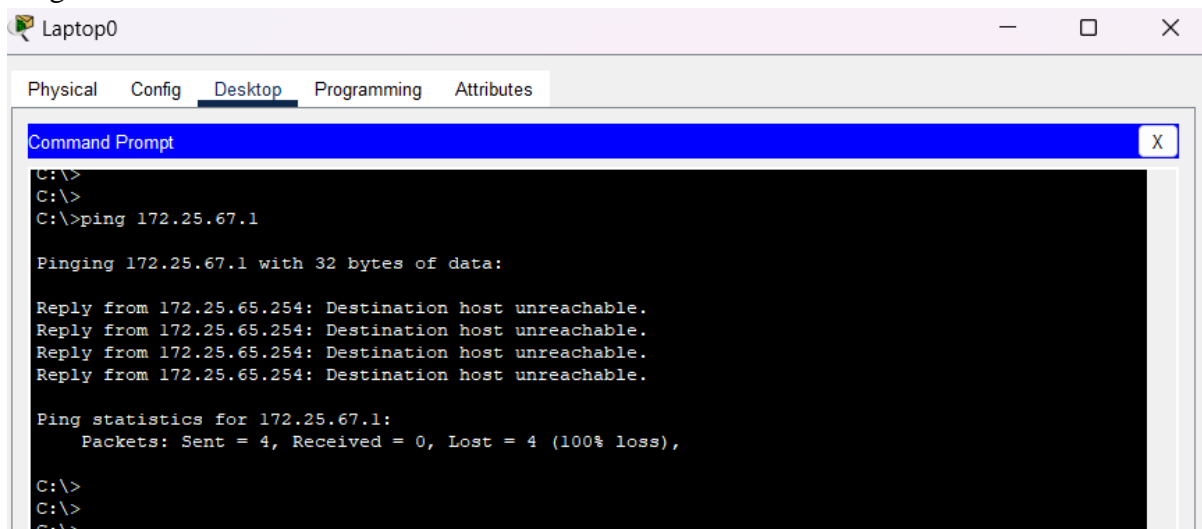 Laptop0
Physical Config Desktop Programming Attributes
Command Prompt X
C:\>
C:\>
C:\>ping 172.25.67.1
Pinging 172.25.67.1 with 32 bytes of data:
Reply from 172.25.65.254: Destination host unreachable.
Reply from 172.25.65.254: Destination host unreachable.
Reply from 172.25.65.254: Destination host unreachable.
Reply from 172.25.65.254: Destination host unreachable.
Ping statistics for 172.25.67.1:
Packets: Sent = 4, Received = 0, Lost = 4 (100% loss),
C:\>
C:\>
C:\>